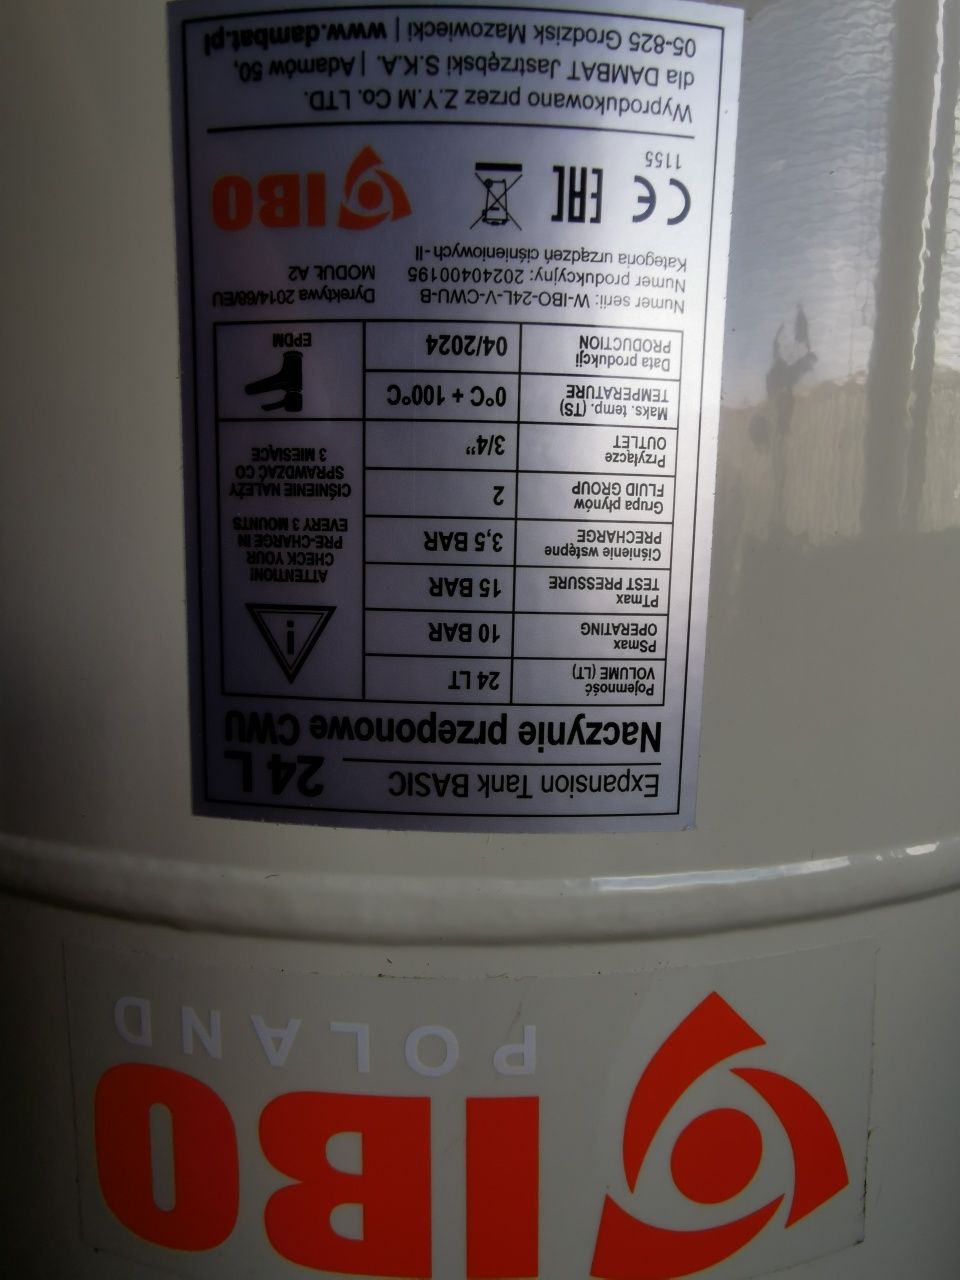 IBO
POLAND
Expansion Tank BASIC
24 L
Naczynie przeponowe CWU
Pojemność
VOLUME (LT)
24 LT
PSmax
OPERATING
10 BAR
PTmax
TEST PRESSURE
15 BAR
Ciśnienie wstępne
PRECHARGE
3,5 BAR
Grupa płynów
FLUID GROUP
2
Przyłącze
OUTLET
3/4”
Maks. temp. (TS)
TEMPERATURE
0°C + 100°C
Data produkcji
PRODUCTION
04/2024
i
ATTENTION!
CHECK YOUR
PRE-CHARGE IN
EVERY 3 MOUNTS
CIŚNIENIE NALEŻY
SPRAWDZAĆ CO
3 MIESIĄCE
EPDM
Numer serii: W-IBO-24L-V-CWU-B
Numer produkcyjny: 20240400195
Kategoria urządzeń ciśnieniowych - II
Dyrektywa 2014/68/EU
MODUŁ A2
CE
1155
EAC
IBO
Wyprodukowano przez Z.Y.M Co. LTD.
dla DAMBAT Jastrzębski S.K.A. | Adamów 50,
05-825 Grodzisk Mazowiecki | www.dambat.pl